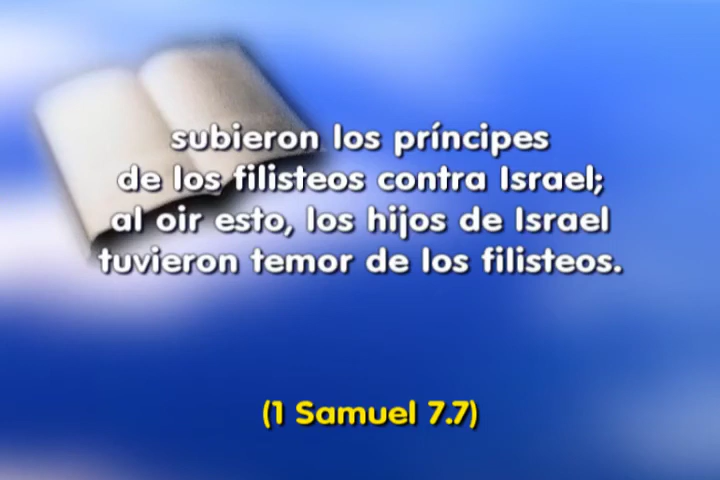 subieron los príncipes
de los filisteos contra Israel;
al oir esto, los hijos de Israel
tuvieron temor de los filisteos.
(1 Samuel 7.7)